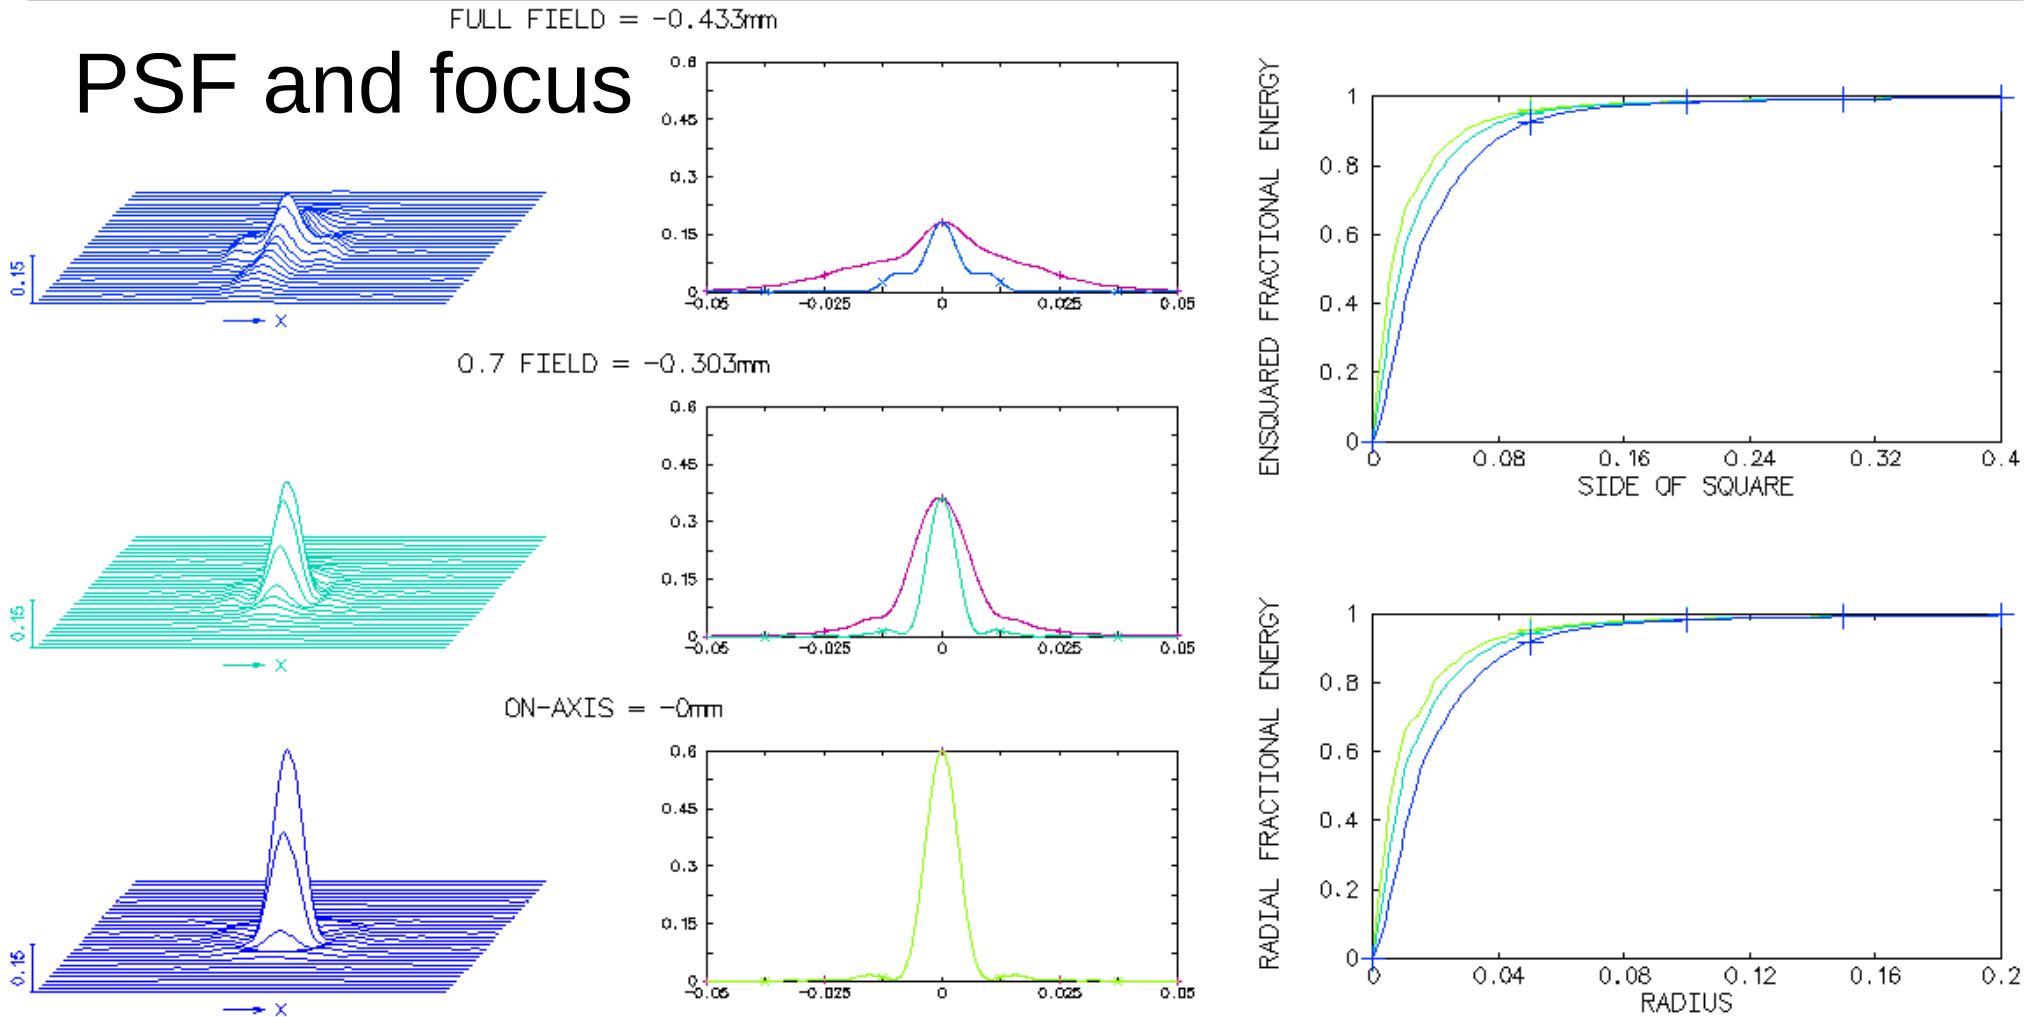 FULL FIELD = -0.433mm
PSF and focus
0.15
X
0.6
0.45
0.3
0.15
0
-0.05 -0.025 0 0.025 0.05
0.7 FIELD = -0.303mm
0.15
X
0.6
0.45
0.3
0.15
0
-0.05 -0.025 0 0.025 0.05
ON-AXIS = -0mm
0.15
X
0.6
0.45
0.3
0.15
0
-0.05 -0.025 0 0.025 0.05
ENSQUARED FRACTIONAL ENERGY
1
0.8
0.6
0.4
0.2
0
0 0.08 0.16 0.24 0.32 0.4
SIDE OF SQUARE
RADIAL FRACTIONAL ENERGY
1
0.8
0.6
0.4
0.2
0
0 0.04 0.08 0.12 0.16 0.2
RADIUS